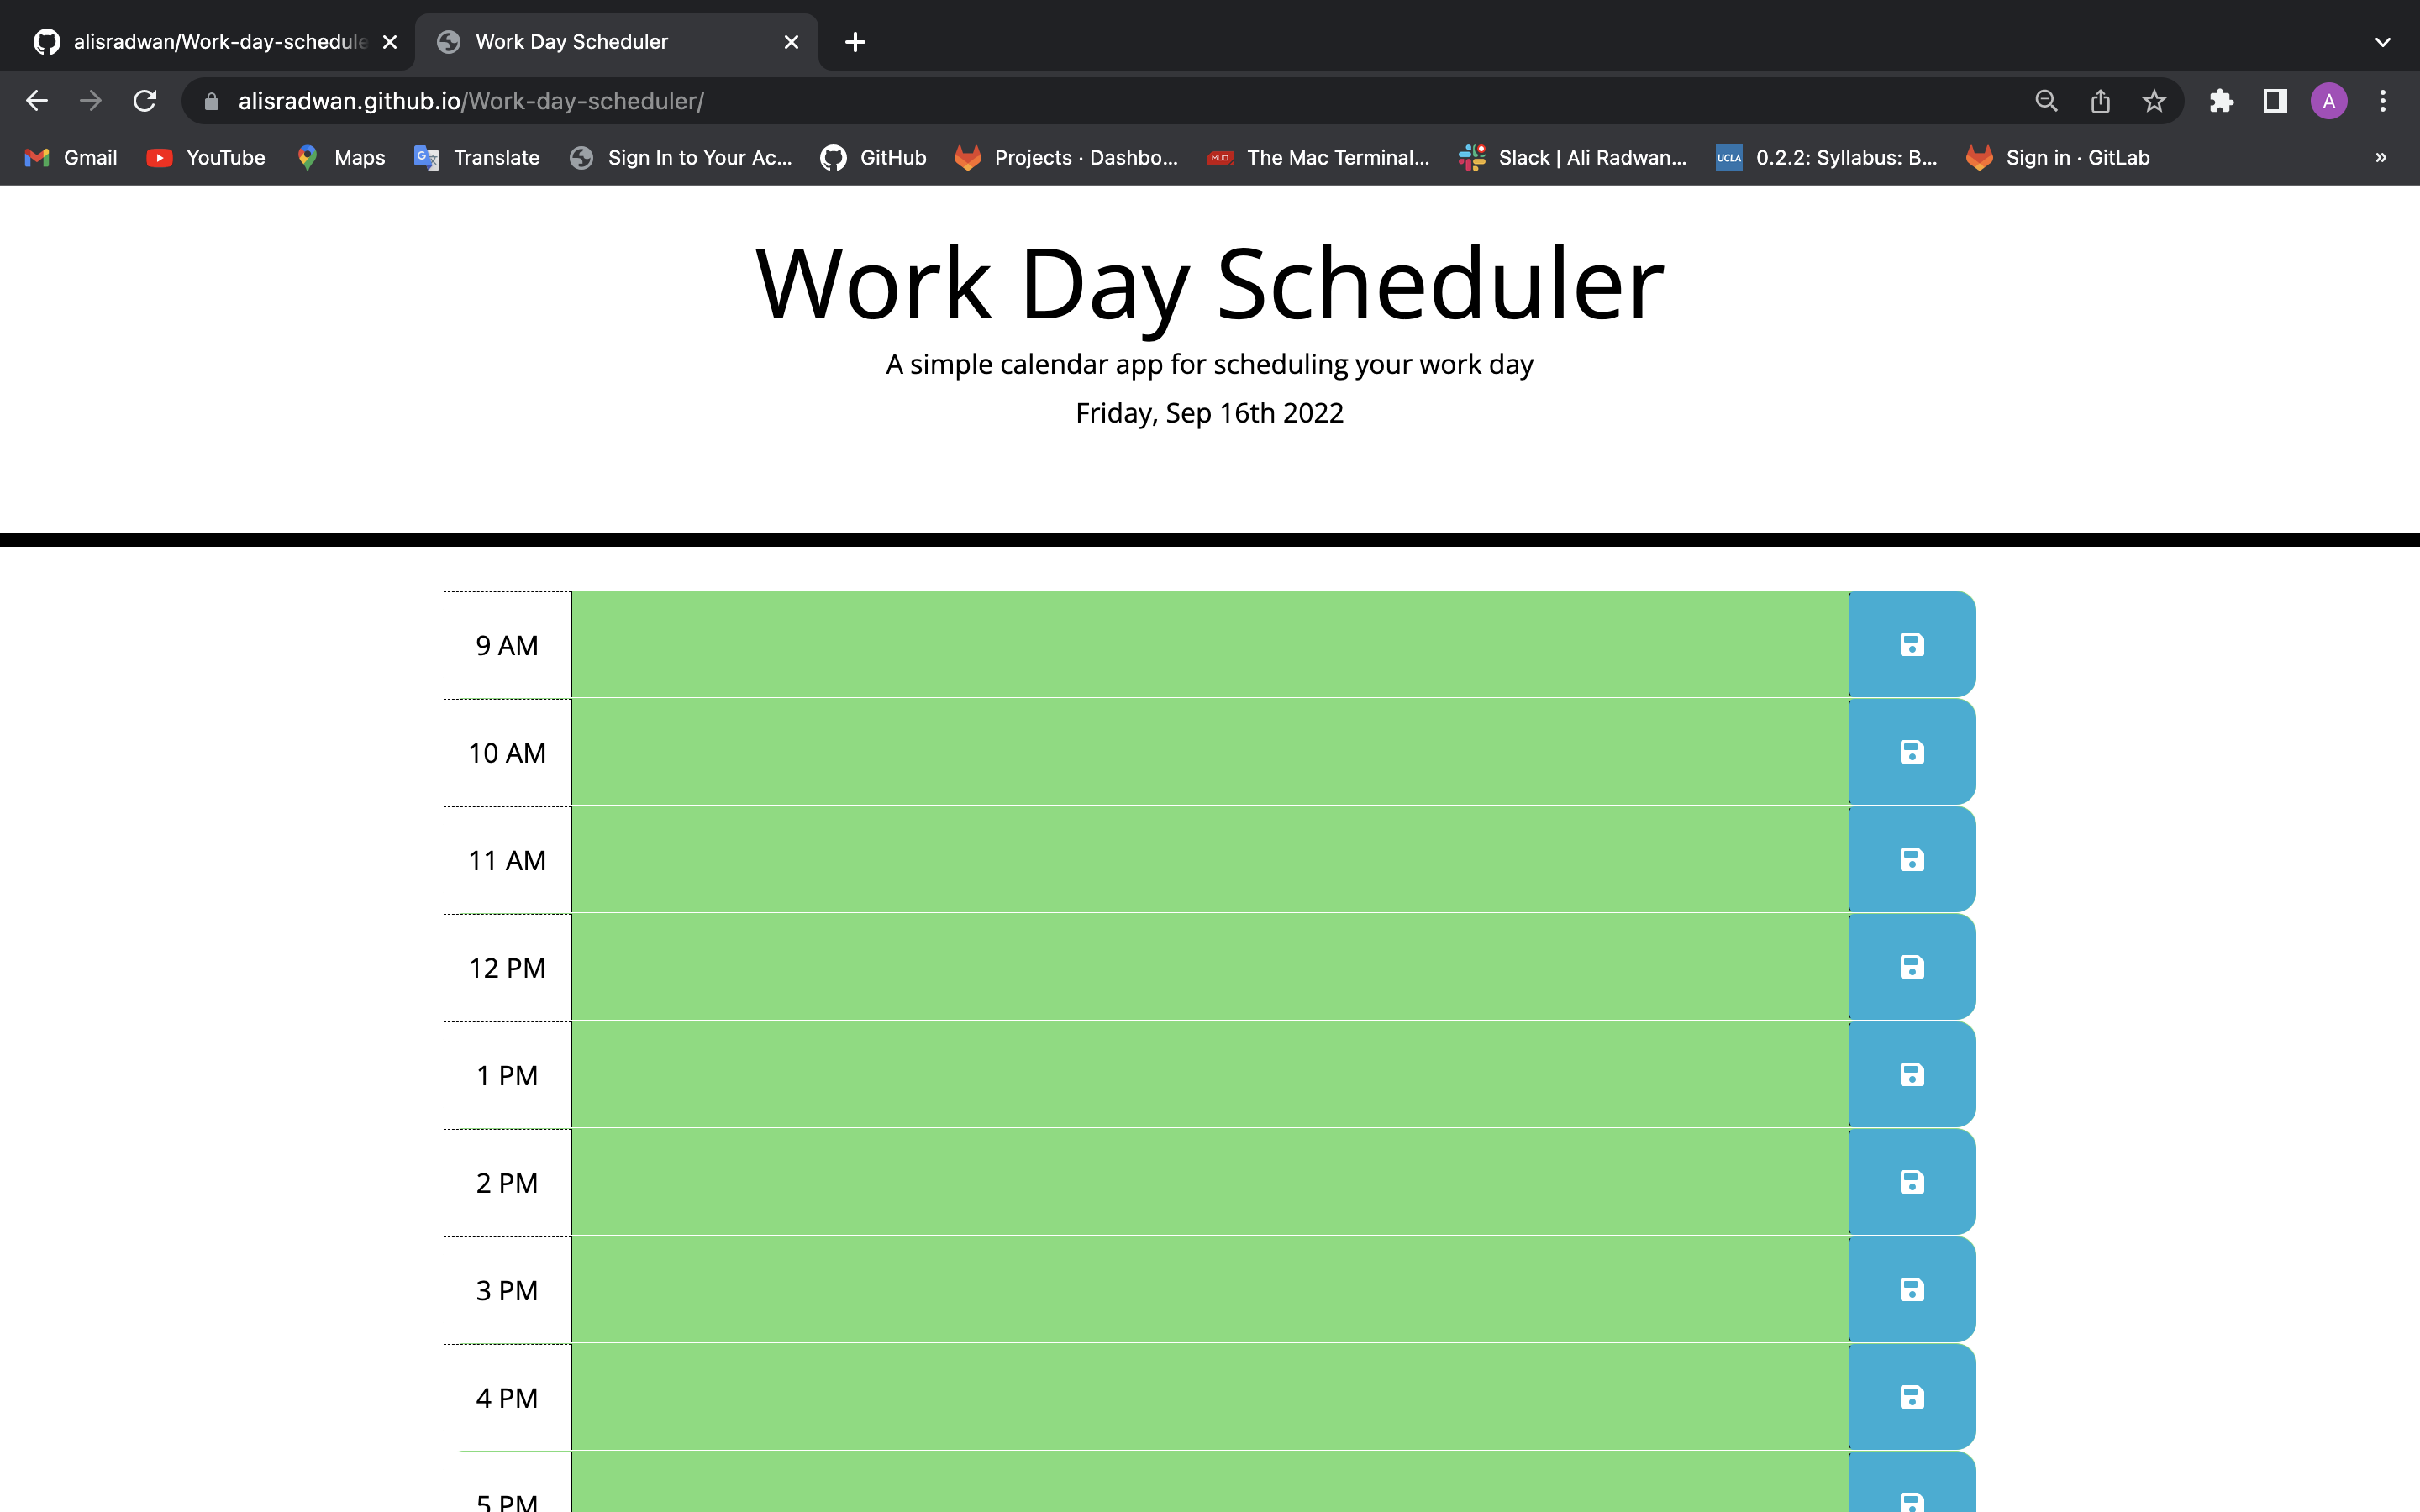 alisradwan/Work-day-schedule
Work Day Scheduler
alisradwan.github.io/Work-day-scheduler/
A
Gmail
YouTube
Maps
Translate
Sign In to Your Ac...
GitHub
Projects · Dashbo...
MUO
The Mac Terminal...
Slack | Ali Radwan...
UCLA
0.2.2: Syllabus: B...
Sign in · GitLab
»
Work Day Scheduler
A simple calendar app for scheduling your work day
Friday, Sep 16th 2022
9 AM
10 AM
11 AM
12 PM
1 PM
2 PM
3 PM
4 PM
5 PM